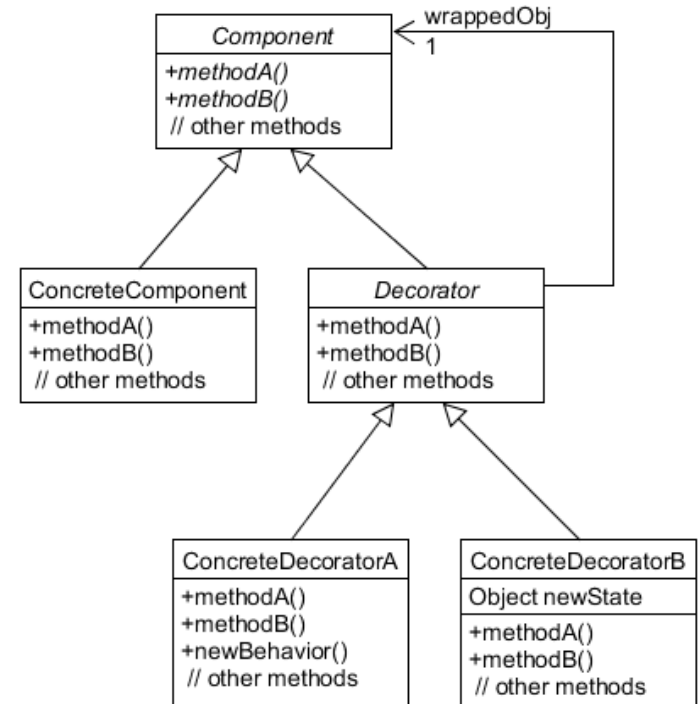 wrappedObj
1
Component
+methodA()
+methodB()
// other methods
ConcreteComponent
+methodA()
+methodB()
// other methods
Decorator
+methodA()
+methodB()
// other methods
ConcreteDecoratorA
+methodA()
+methodB()
+newBehavior()
// other methods
ConcreteDecoratorB
Object newState
+methodA()
+methodB()
// other methods